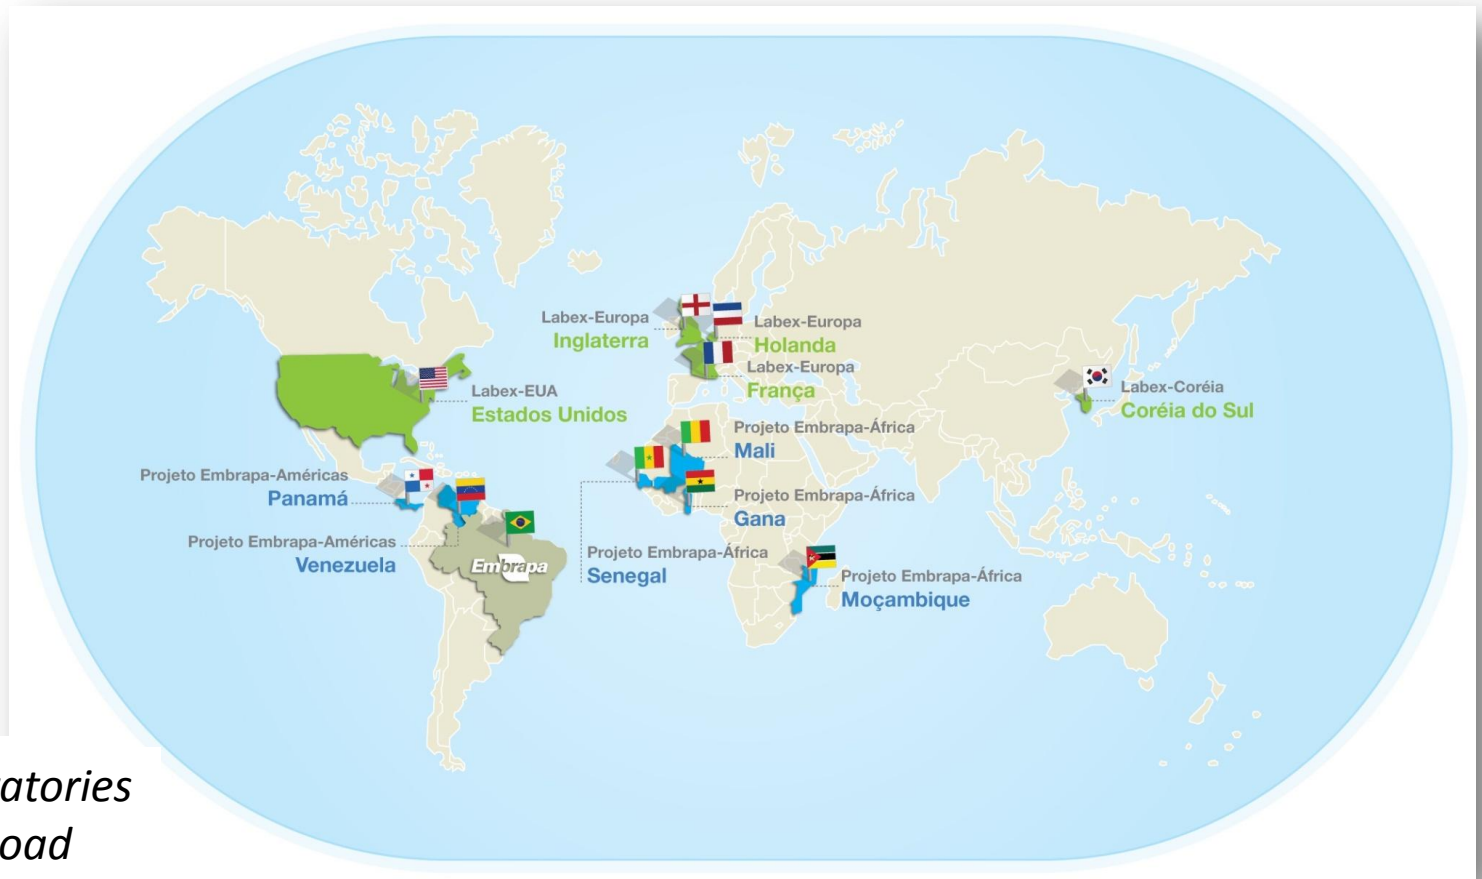 Labex-Europa
Inglaterra
Labex-Europa
Holanda
Labex-Europa
França
Labex-EUA
Estados Unidos
Labex-Coréia
Coréia do Sul
Projeto Embrapa-África
Mali
Projeto Embrapa-Américas
Panamá
Projeto Embrapa-África
Gana
Projeto Embrapa-Américas
Venezuela
Embrapa
Projeto Embrapa-África
Senegal
Projeto Embrapa-África
Moçambique
atories
oad